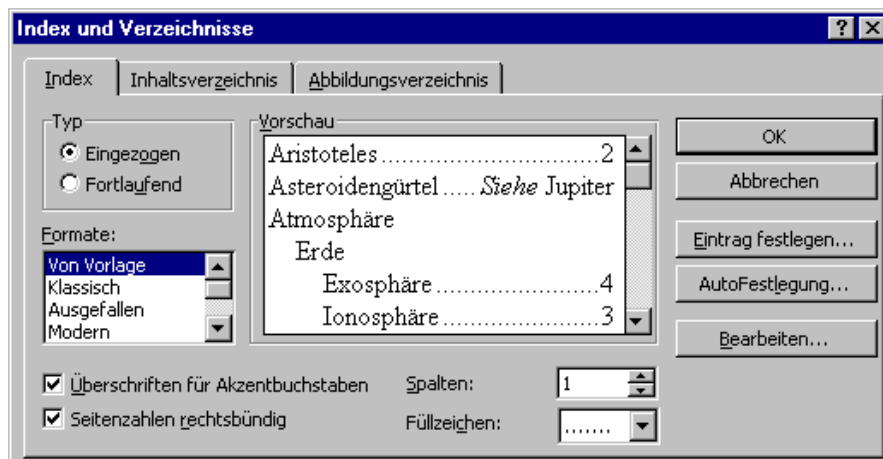 Index und Verzeichnisse
Index Inhaltsverzeichnis Abbildungsverzeichnis
Typ
Eingezogen
Fortlaufend
Formate:
Von Vorlage
Klassisch
Ausgefallen
Modern
Vorschau
Aristoteles.........................2
Asteroidengürtel..... Siehe Jupiter
Atmosphäre
Erde
Exosphäre...................4
Ionosphäre..................3
OK
Abbrechen
Eintrag festlegen...
AutoFestlegung...
Bearbeiten...
Überschriften für Akzentbuchstaben
Seitenzahlen rechtsbündig
Spalten: 1
Füllzeichen: .......